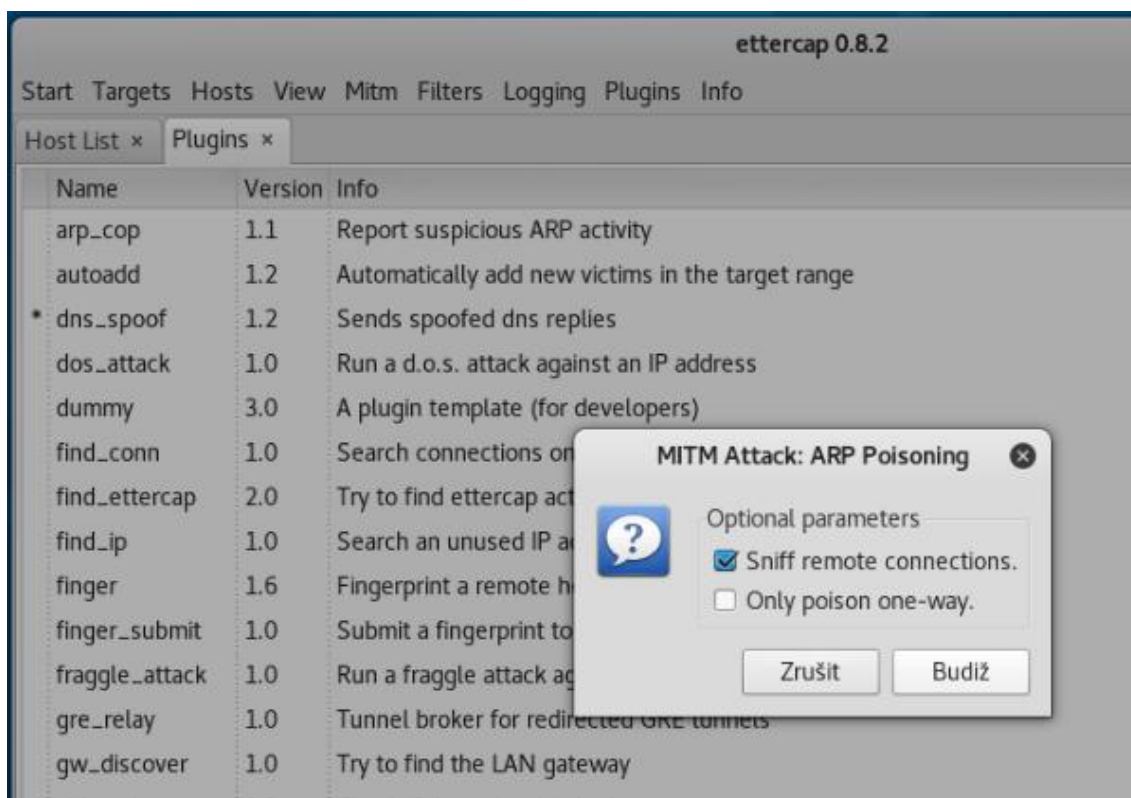 ettercap 0.8.2
Start Targets Hosts View Mitm Filters Logging Plugins Info
Host List × Plugins ×
Name Version Info
arp_cop 1.1 Report suspicious ARP activity
autoadd 1.2 Automatically add new victims in the target range
* dns_spoof 1.2 Sends spoofed dns replies
dos_attack 1.0 Run a d.o.s. attack against an IP address
dummy 3.0 A plugin template (for developers)
find_conn 1.0 Search connections on
find_ettercap 2.0 Try to find ettercap
find_ip 1.0 Search an unused IP
finger 1.6 Fingerprint a remote
finger_submit 1.0 Submit a fingerprint to
fraggle_attack 1.0 Run a fraggle attack
gre_relay 1.0 Tunnel broker for redirected GRE tunnels
gw_discover 1.0 Try to find the LAN gateway
MITM Attack: ARP Poisoning
Optional parameters
Sniff remote connections.
Only poison one-way.
Zrušit Budiž